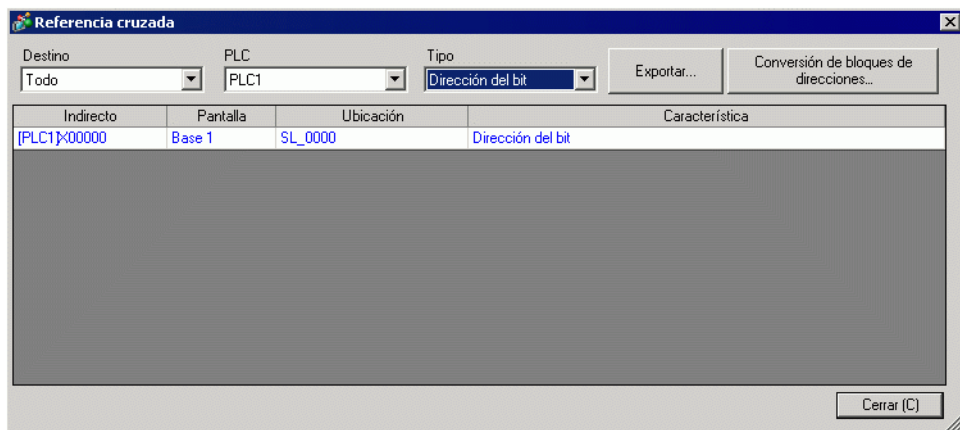 Referencia cruzada
Destino PLC Tipo
Todo PLC1 Dirección del bit Exportar... Conversión de bloques de
direcciones...
Indirecto Pantalla Ubicación Característica
[PLC1]X00000 Base 1 SL_0000 Dirección del bit
Cerrar (C)